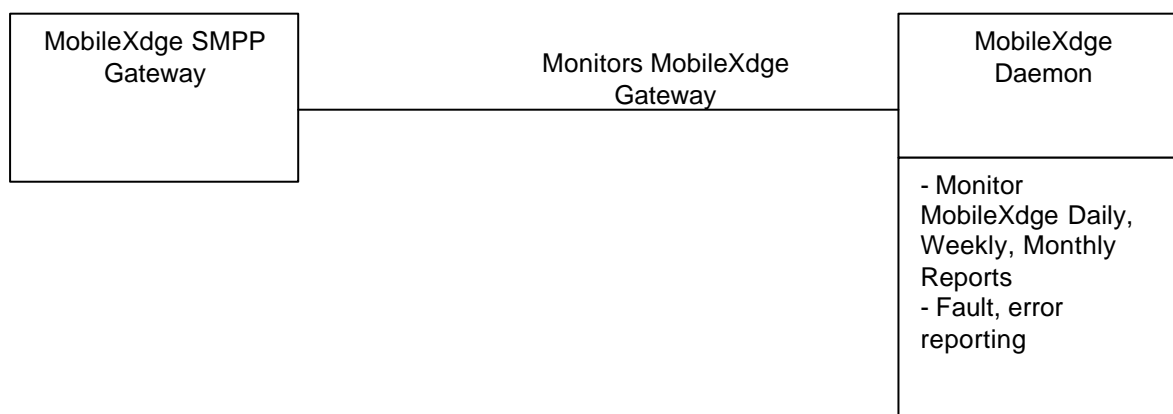 MobileXdge SMPP
Gateway
Monitors MobileXdge
Gateway
MobileXdge
Daemon
- Monitor
MobileXdge Daily,
Weekly, Monthly
Reports
- Fault, error
reporting